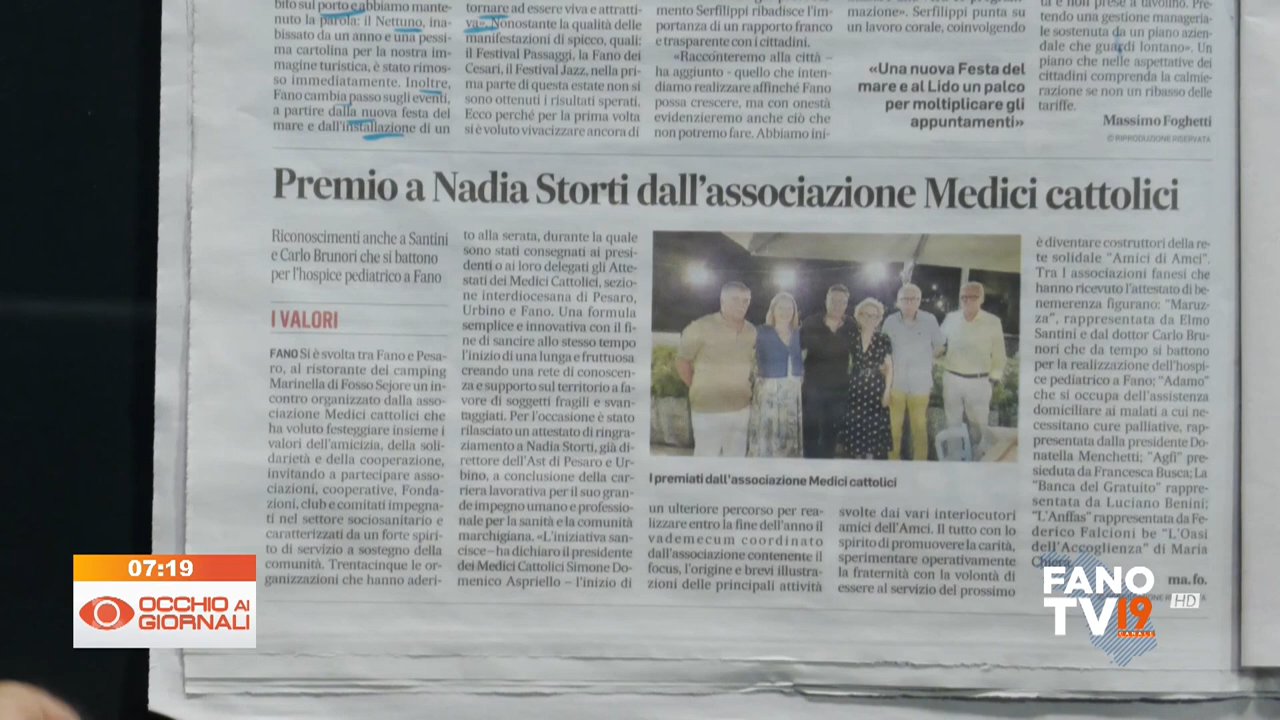 bito sul porto e abbiamo mante-
nuto la parola: il Nettuno, ina-
bissato da un anno e una pessi-
ma cartolina per la nostra im-
magine turistica, è stato rimos-
so immediatamente. Inoltre,
Fano cambia passo sugli eventi,
a partire dalla nuova festa del
mare e dall'installazione di un
tornare ad essere viva e attratti-
va». Nonostante la qualità delle
manifestazioni di spicco, quali:
il Festival Passaggi, la Fano dei
Cesari, il Festival Jazz, nella pri-
ma parte di questa estate non si
sono ottenuti i risultati sperati.
Ecco perché per la prima volta
si è voluto vivacizzare ancora di
mento Serfilippi ribadisce l'im-
portanza di un rapporto franco
e trasparente con i cittadini.
«Racconteremo alla città –
ha aggiunto - quello che inten-
diamo realizzare affinché Fano
possa crescere, ma con onestà
evidenzieremo anche ciò che
non potremo fare. Abbiamo ini-
mazione». Serfilippi punta su
un lavoro corale, coinvolgendo
«Una nuova Festa del
mare e al Lido un palco
per moltiplicare gli
appuntamenti»
tendo una gestione manageria-
le sostenuta da un piano azien-
dale che guardi lontano». Un
piano che nelle aspettative dei
cittadini comprenda la calmie-
razione se non un ribasso delle
tariffe.
Massimo Foghetti
© RIPRODUZIONE RISERVATA
Premio a Nadia Storti dall'associazione Medici cattolici
Riconoscimenti anche a Santini
e Carlo Brunori che si battono
per l'hospice pediatrico a Fano
I VALORI
FANO Si è svolta tra Fano e Pesa-
ro, al ristorante del camping
Marinella di Fosso Sejore un in-
contro organizzato dalla asso-
ciazione Medici cattolici che
ha voluto festeggiare insieme i
valori dell'amicizia, della soli-
darietà e della cooperazione,
invitando a partecipare asso-
ciazioni, cooperative, Fonda-
zioni, club e comitati impegna-
ti nel settore sociosanitario e
caratterizzati da un forte spiri-
to di servizio a sostegno della
comunità. Trentacinque le or-
ganizzazioni che hanno aderi-
to alla serata, durante la quale
sono stati consegnati ai presi-
denti o ai loro delegati gli Atte-
stati dei Medici Cattolici, sezio-
ne interdiocesana di Pesaro,
Urbino e Fano. Una formula
semplice e innovativa con il fi-
ne di sancire allo stesso tempo
l'inizio di una lunga e fruttuosa
creando una rete di conoscen-
za e supporto sul territorio a fa-
vore di soggetti fragili e svan-
taggiati. Per l'occasione è stato
rilasciato un attestato di ringra-
ziamento a Nadia Storti, già di-
rettore dell'Ast di Pesaro e Ur-
bino, a conclusione della car-
riera lavorativa per il suo gran-
de impegno umano e professio-
nale per la sanità e la comunità
marchigiana. «L'iniziativa san-
cisce – ha dichiaro il presidente
dei Medici Cattolici Simone Do-
menico Aspriello – l'inizio di
I premiati dall'associazione Medici cattolici
un ulteriore percorso per rea-
lizzare entro la fine dell'anno il
vademecum coordinato
dall'associazione contenente il
focus, l'origine e brevi illustra-
zioni delle principali attività
svolte dai vari interlocutori
amici dell'Amci. Il tutto con lo
spirito di promuovere la carità,
sperimentare operativamente
la fraternità con la volontà di
essere al servizio del prossimo
è diventare costruttori della re-
te solidale "Amici di Amci".
Tra l associazioni fanesi che
hanno ricevuto l'attestato di be-
nemerenza figurano: "Maruz-
za", rappresentata da Elmo
Santini e dal dottor Carlo Bru-
nori che da tempo si battono
per la realizzazione dell'hospi-
ce pediatrico a Fano; "Adamo"
che si occupa dell'assistenza
domiciliare ai malati a cui ne-
cessitano cure palliative, rap-
presentata dalla presidente Do-
natella Menchetti; "Agfi" pre-
sieduta da Francesca Busca; La
"Banca del Gratuito" rappre-
sentata da Luciano Benini;
"L'Anffas" rappresentata da Fe-
derico Falcioni be "L'Oasi
dell'Accoglienza" di Maria
ma.fo.
07:19
OCCHIO AI
GIORNALI
FANO
TV 19
CANALE
HD